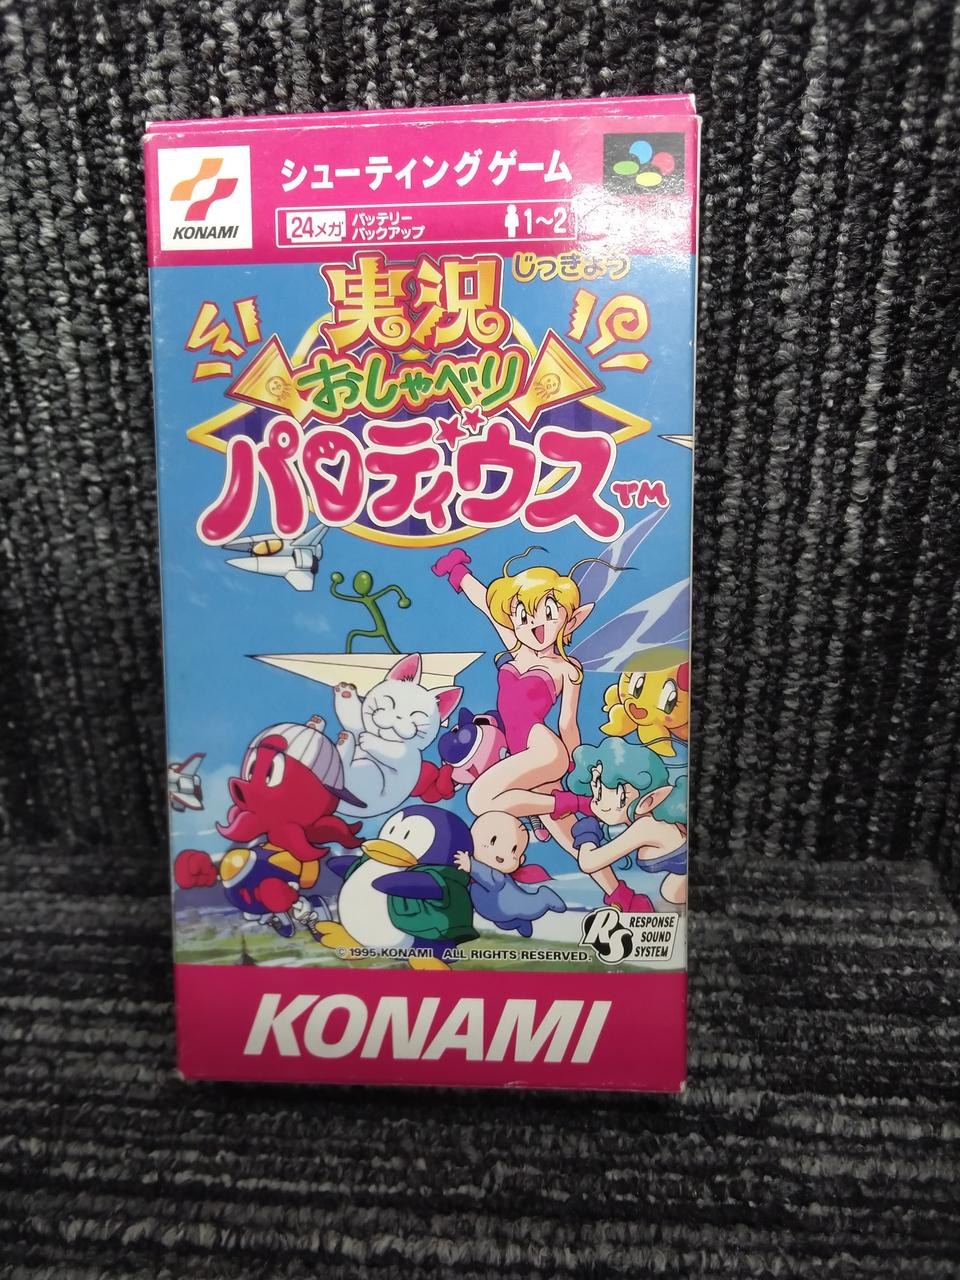 KONAMI
シューティングゲーム
24メガ
バッテリー
バックアップ
1〜2
じっきょう
実況
おしゃべり
パロディウス
TM
© 1995 KONAMI ALL RIGHTS RESERVED.
RS
RESPONSE
SOUND
SYSTEM
KONAMI